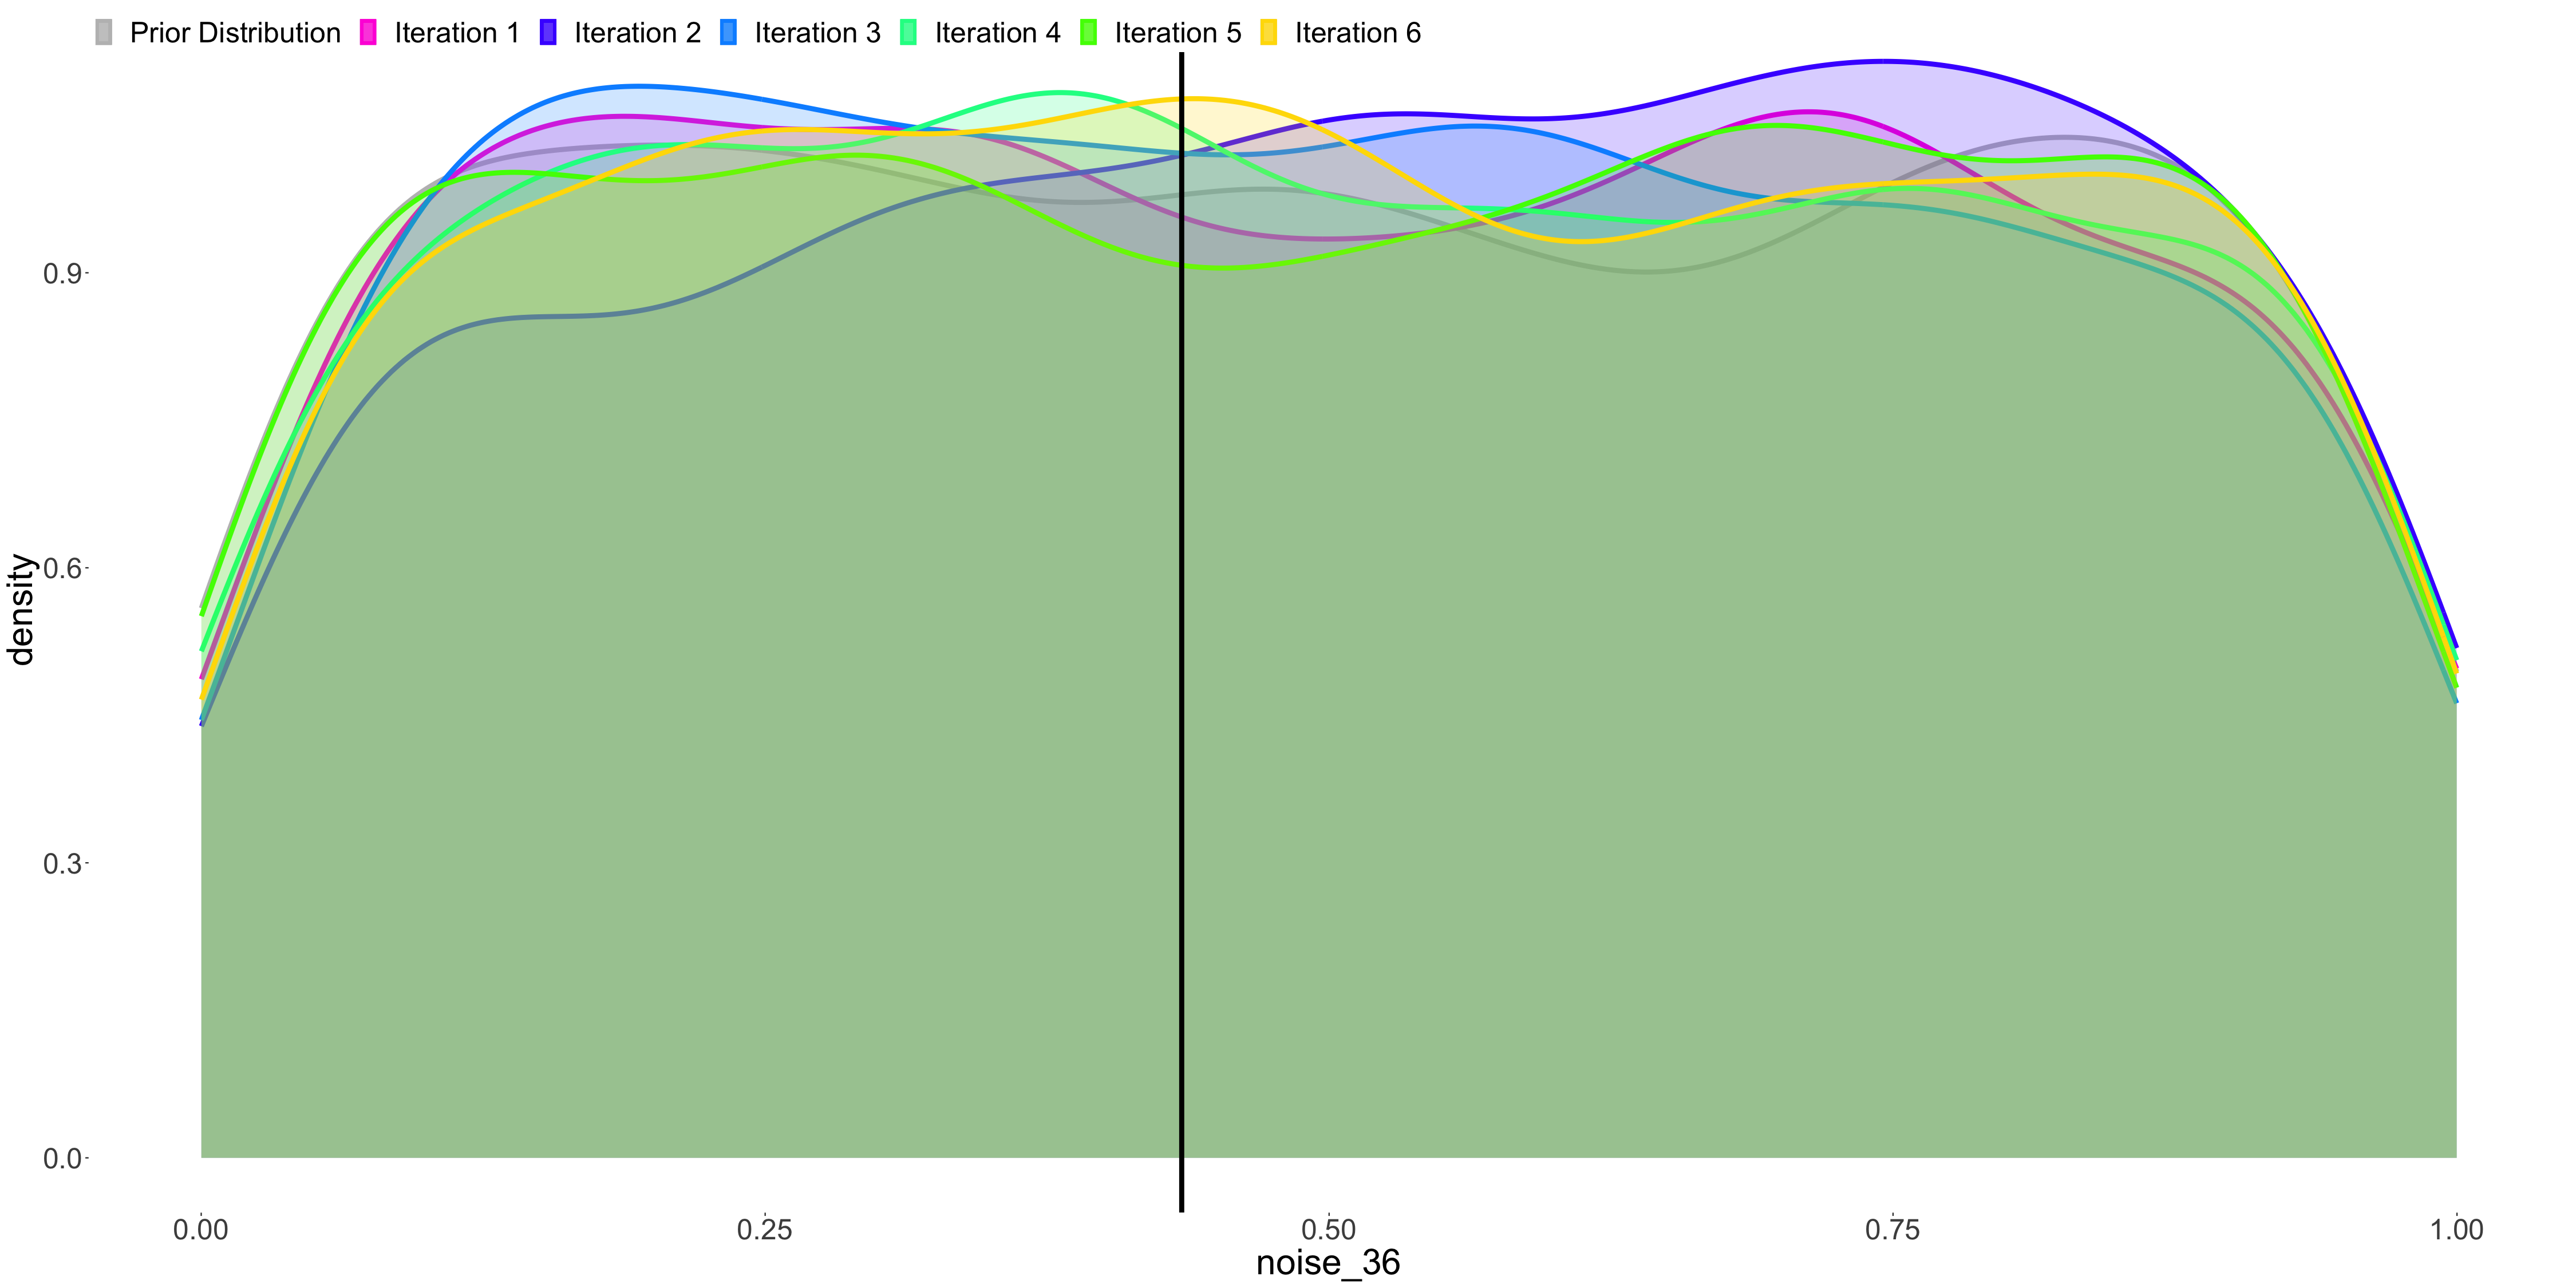 Prior Distribution Iteration 1 Iteration 2 Iteration 3 Iteration 4 Iteration 5 Iteration 6
density
0.9
0.6
0.3
0.0
0.00 0.25 0.50 0.75 1.00
noise_36